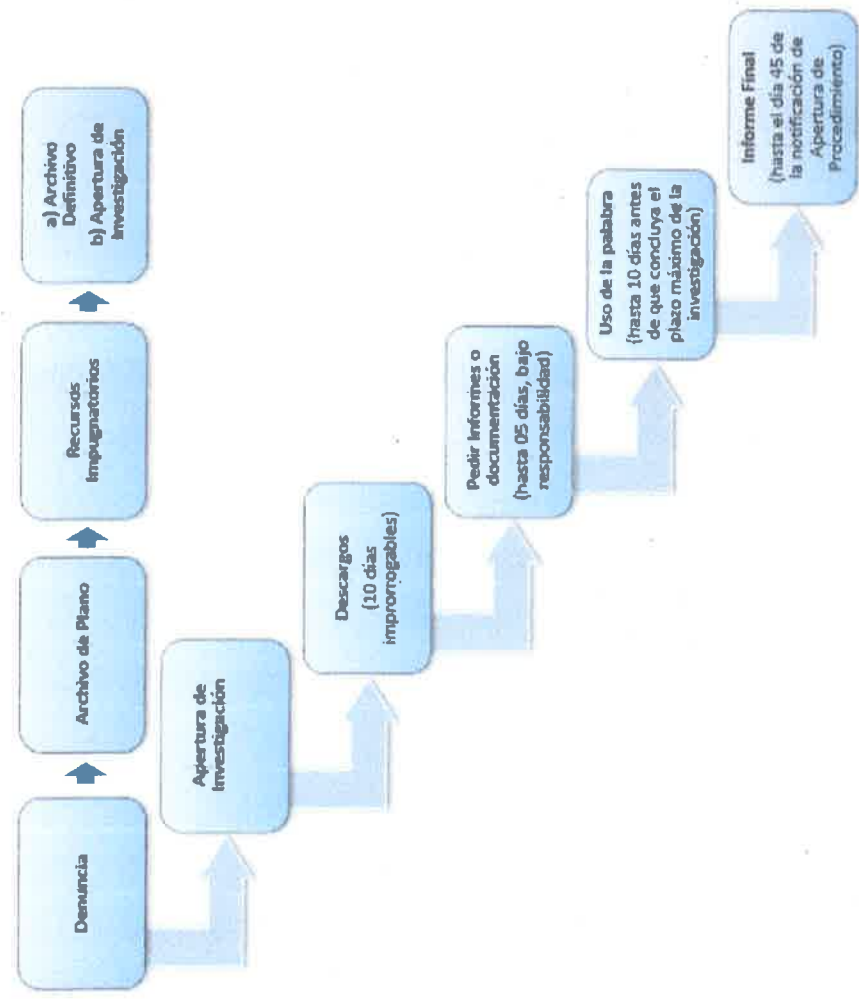 Denuncia
Archivo de Plano
Recursos
Impugnatorios
a) Archivo
Definitivo
b) Apertura de
Investigación
Apertura de
Investigación
Descargos
(10 días
improrrogables)
Pedir Informes o
documentación
(hasta 05 días, bajo
responsabilidad)
Uso de la palabra
(hasta 10 días antes
de que concluya el
plazo máximo de la
investigación)
Informe Final
(hasta el día 45 de
la notificación de
Apertura de
Procedimiento)